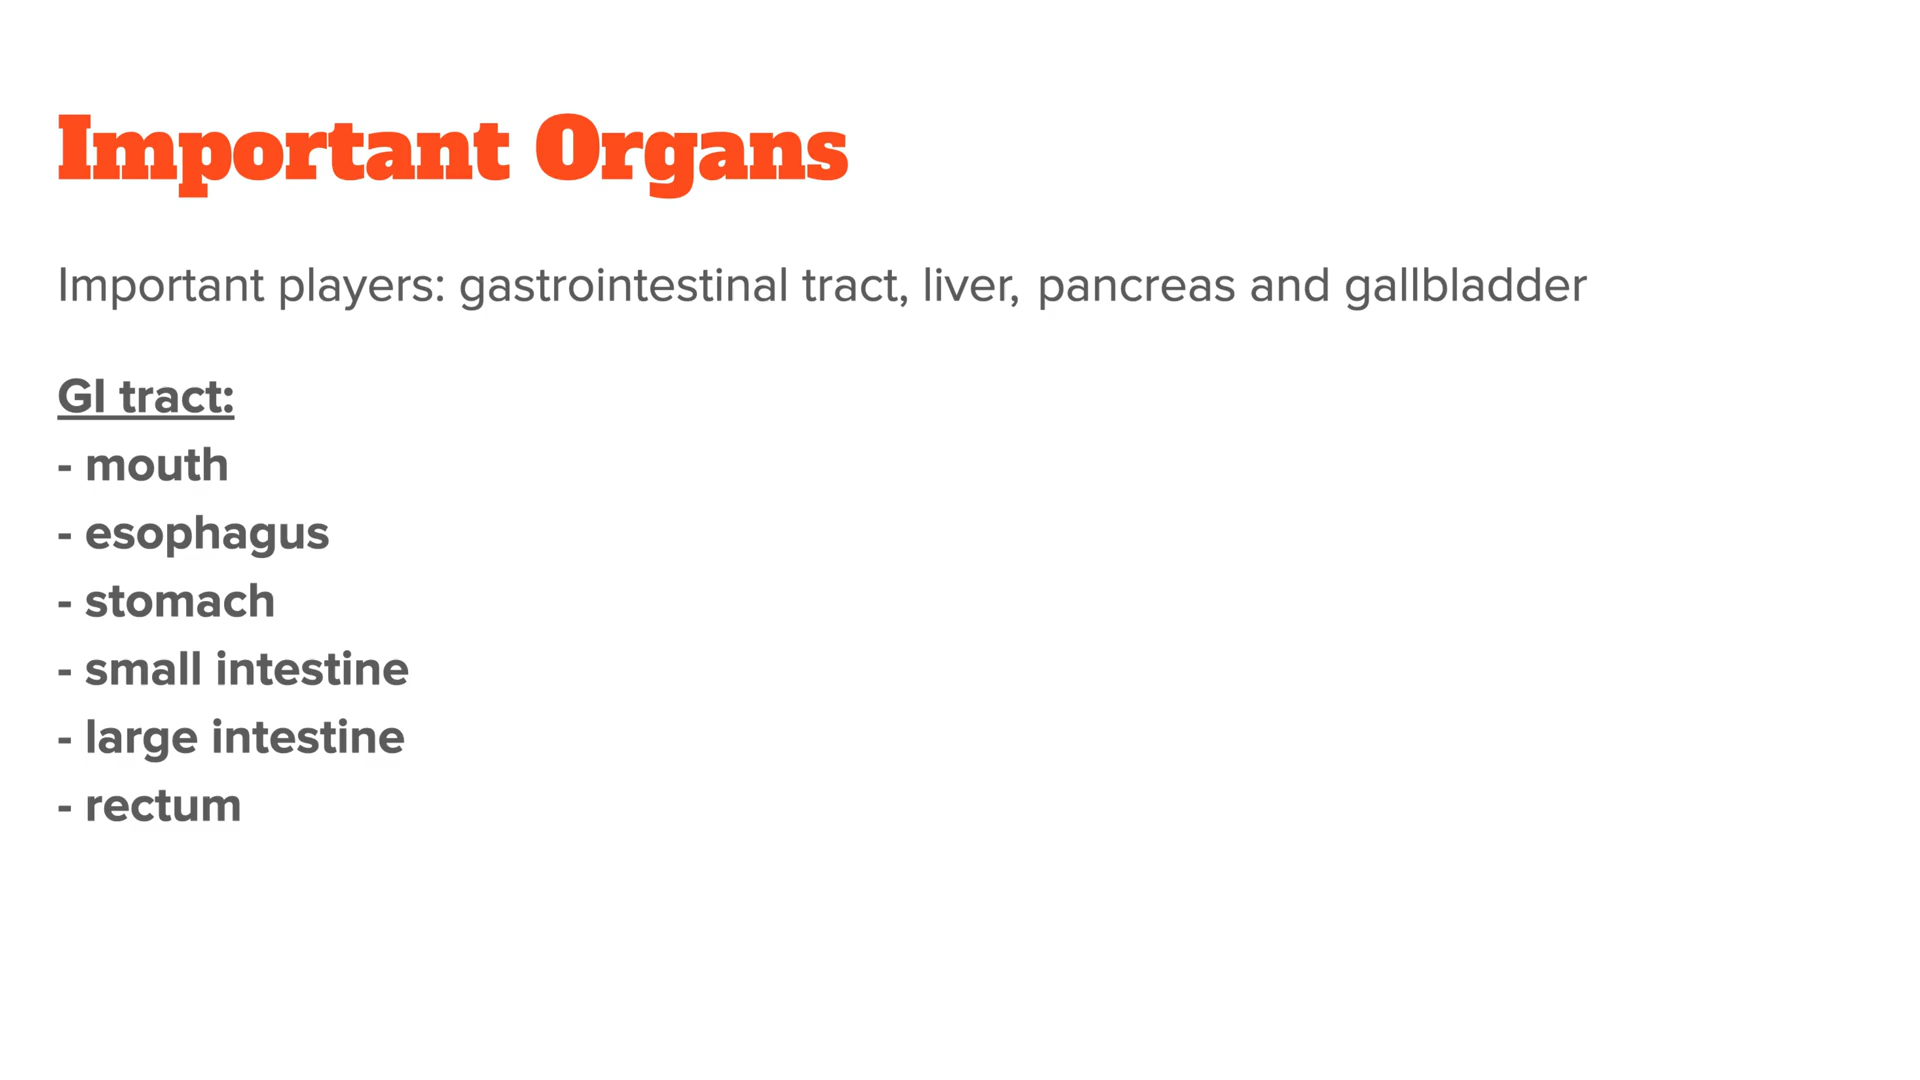 Important Organs
Important players: gastrointestinal tract, liver, pancreas and gallbladder
GI tract:
- mouth
- esophagus
- stomach
- small intestine
- large intestine
- rectum